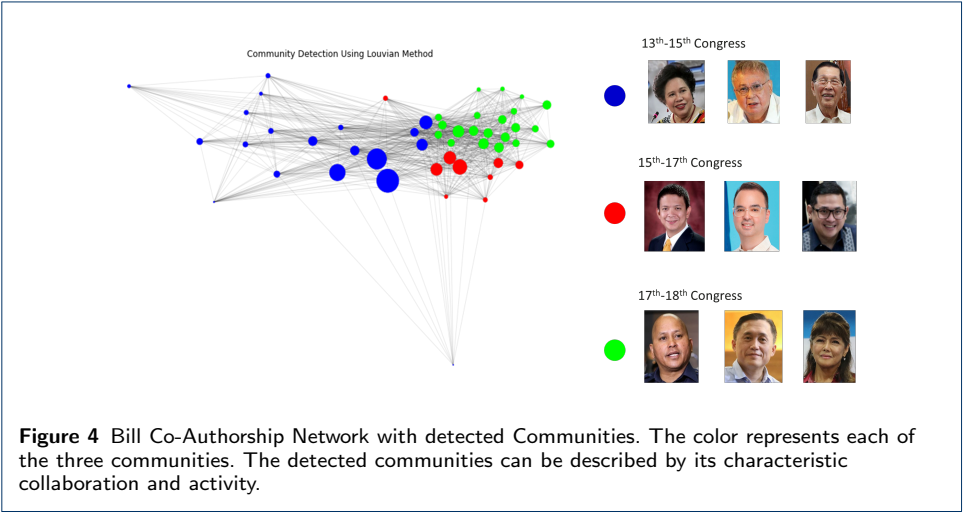 Community Detection Using Louvian Method
13th-15th Congress
15th-17th Congress
17th-18th Congress
Figure 4 Bill Co-Authorship Network with detected Communities. The color represents each of
the three communities. The detected communities can be described by its characteristic
collaboration and activity.